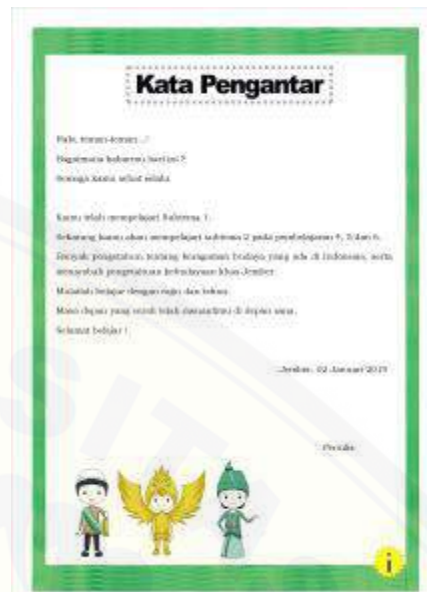 Kata Pengantar
Halo, teman-teman ...!
Bagaimana kabarmu hari ini ?
Semoga kamu sehat selalu
Kamu telah mempelajari Subtema 1.
Sekarang kamu akan mempelajari subtema 2 pada pembelajaran 4, 5 dan 6.
Banyak pengetahuan tentang keragaman budaya yang ada di Indonesia, serta
menambah pengetahuan kebudayaan khas Jember.
Mulailah belajar dengan rajin dan tekun.
Masa depan yang cerah telah menantimu di depan sana.
Selamat belajar !
Jember, 02 Januari 2019
Penulis
i